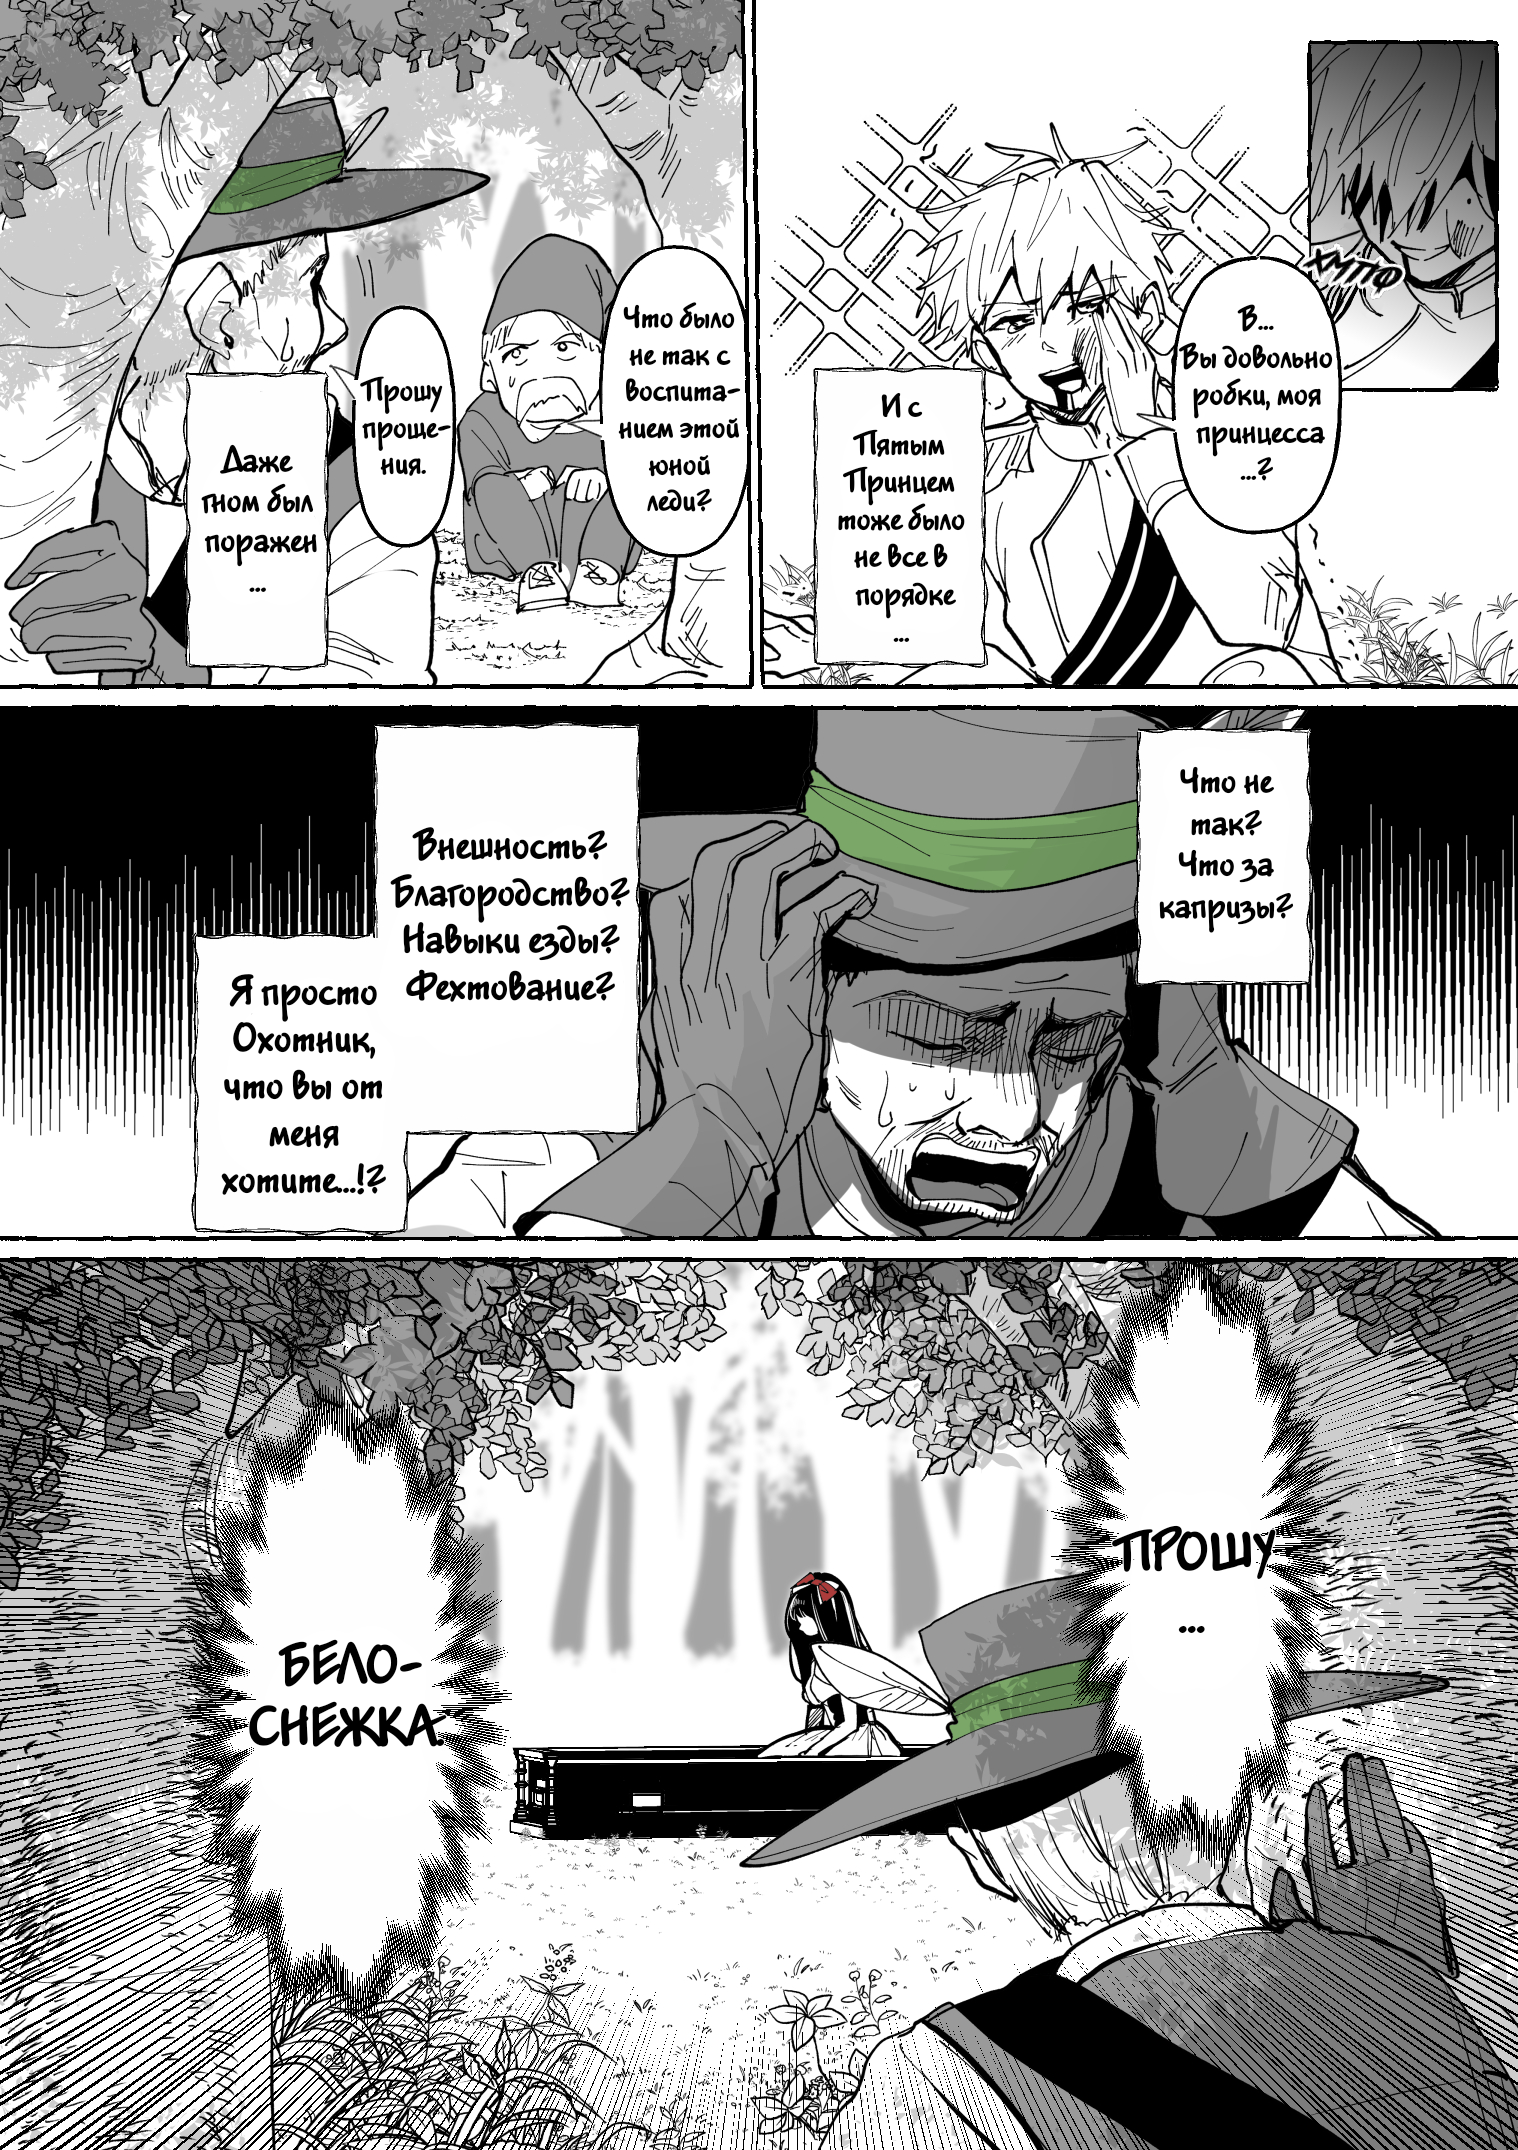 ХМПФ
В...
Вы довольно
робки, моя
принцесса
...?
И с
Пятым
Принцем
тоже было
не все в
порядке
...
Что было
не так с
воспита-
нием этой
юной
леди?
Прошу
проще-
ния.
Даже
гном был
поражен
...
Что не
так?
Что за
капризы?
Внешность?
Благородство?
Навыки езды?
Фехтование?
Я просто
Охотник,
что вы от
меня
хотите...!?
ПРОШУ
...
БЕЛО-
СНЕЖКА.